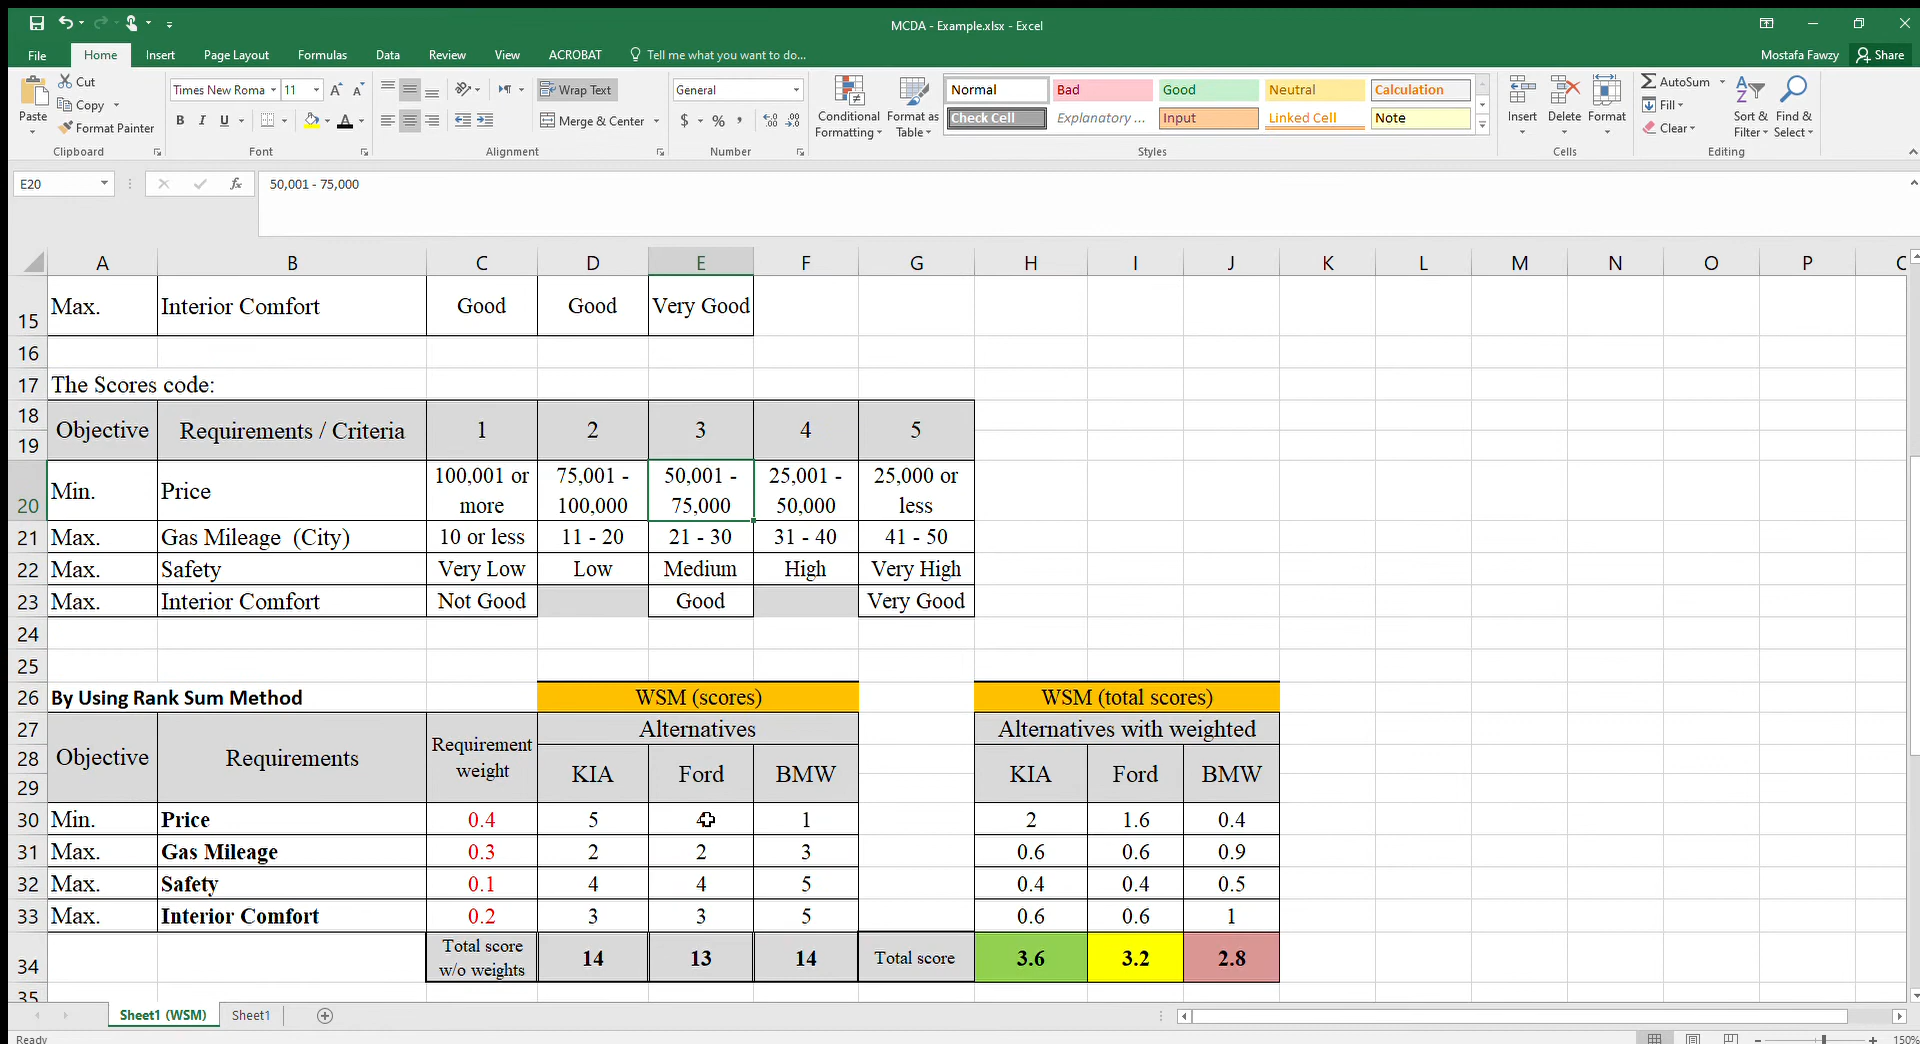 MCDA - Example.xlsx - Excel
File Home Insert Page Layout Formulas Data Review View ACROBAT Tell me what you want to do... Mostafa Fawzy Share
Paste
Cut
Copy
Format Painter
Clipboard
Times New Roma 11
B I U
Font
Wrap Text
Merge & Center
Alignment
General
$ % ,
Number
Conditional Formatting
Format as Table
Normal Bad Good Neutral Calculation
Check Cell Explanatory ... Input Linked Cell Note
Styles
Insert Delete Format
Cells
AutoSum
Fill
Clear
Sort & Filter
Find & Select
Editing
E20 fx 50,001 - 75,000
A B C D E F G H I J K L M N O P
15 Max. Interior Comfort Good Good Very Good
16
17 The Scores code:
18
19 Objective Requirements / Criteria 1 2 3 4 5
20 Min. Price 100,001 or more 75,001 - 100,000 50,001 - 75,000 25,001 - 50,000 25,000 or less
21 Max. Gas Mileage (City) 10 or less 11 - 20 21 - 30 31 - 40 41 - 50
22 Max. Safety Very Low Low Medium High Very High
23 Max. Interior Comfort Not Good Good Very Good
24
25
26 By Using Rank Sum Method WSM (scores) WSM (total scores)
27 Alternatives Alternatives with weighted
28 Objective Requirements Requirement weight KIA Ford BMW KIA Ford BMW
29
30 Min. Price 0.4 5 4 1 2 1.6 0.4
31 Max. Gas Mileage 0.3 2 2 3 0.6 0.6 0.9
32 Max. Safety 0.1 4 4 5 0.4 0.4 0.5
33 Max. Interior Comfort 0.2 3 3 5 0.6 0.6 1
34 Total score w/o weights 14 13 14 Total score 3.6 3.2 2.8
35
Sheet1 (WSM) Sheet1
Ready 150%